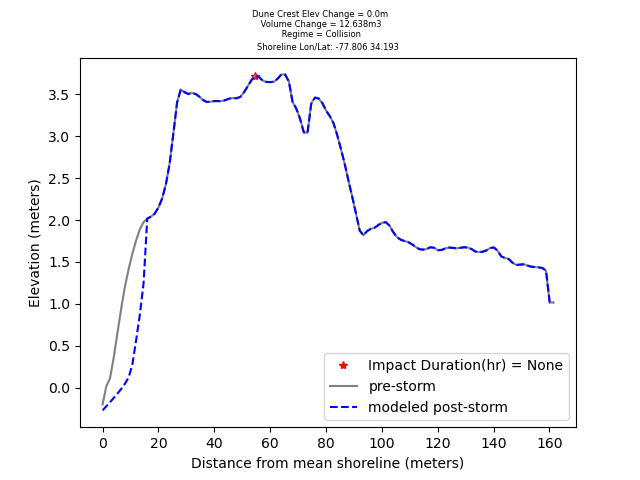 Dune Crest Elev Change = 0.0m
Volume Change = 12.638m3
Regime = Collision
Shoreline Lon/Lat: -77.806 34.193
3.5
3.0
2.5
2.0
1.5
1.0
0.5
0.0
Elevation (meters)
Impact Duration(hr) = None
pre-storm
modeled post-storm
0 20 40 60 80 100 120 140 160
Distance from mean shoreline (meters)